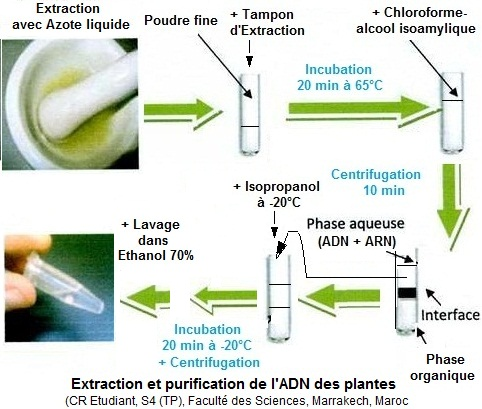 Extraction
avec Azote liquide
Poudre fine
+ Tampon
d'Extraction
+ Chloroforme-
alcool isoamylique
Incubation
20 min à 65°C
Centrifugation
10 min
+ Isopropanol
à -20°C
Phase aqueuse
(ADN + ARN)
+ Lavage
dans
Ethanol 70%
Interface
Phase
organique
Incubation
20 min à -20°C
+ Centrifugation
Extraction et purification de l'ADN des plantes
(CR Etudiant, S4 (TP), Faculté des Sciences, Marrakech, Maroc